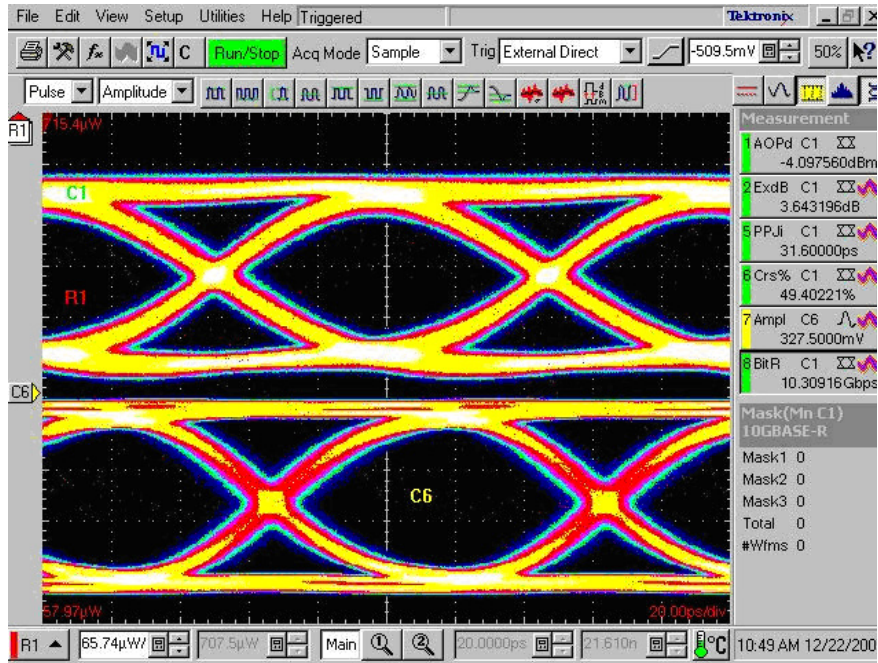 File Edit View Setup Utilities Help Triggered Tektronix
C Run/Stop Acq Mode Sample Trig External Direct -509.5mV 50%
Pulse Amplitude
R1
715.4µW
C1
R1
C6
C6
57.97µW 20.00ps/div
Measurement
1 AOPd C1
-4.097560dBm
2 ExdB C1
3.643196dB
5 PPJi C1
31.60000ps
6 Crs% C1
49.40221%
7 Ampl C6
327.5000mV
8 BitR C1
10.30916Gbps
Mask(Mn C1)
10GBASE-R
Mask1 0
Mask2 0
Mask3 0
Total 0
#Wfms 0
R1 65.74µW/ 707.5µW Main 1 2 20.0000ps 21.610n °C 10:49 AM 12/22/200